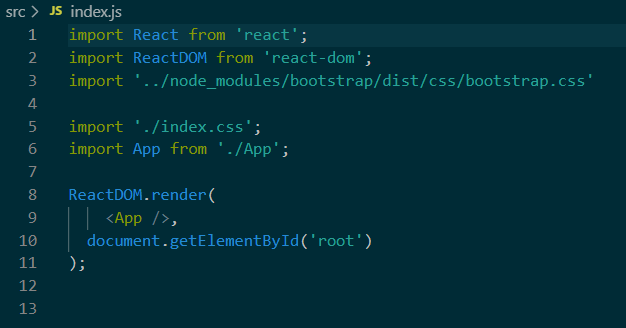 src > JS index.js
1 import React from 'react';
2 import ReactDOM from 'react-dom';
3 import '../node_modules/bootstrap/dist/css/bootstrap.css'
4
5 import './index.css';
6 import App from './App';
7
8 ReactDOM.render(
9     <App />,
10   document.getElementById('root')
11 );
12
13